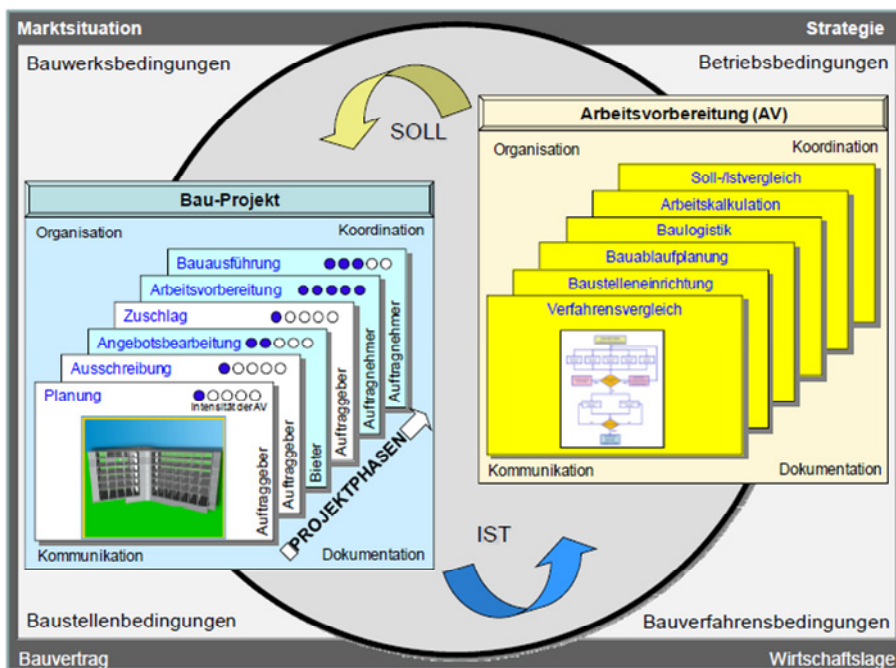 Marktsituation
Strategie
Bauwerksbedingungen
Betriebsbedingungen
SOLL
Arbeitsvorbereitung (AV)
Organisation
Koordination
Soll-/Istvergleich
Arbeitskalkulation
Baulogistik
Bauablaufplanung
Baustelleneinrichtung
Verfahrensvergleich
Kommunikation
Dokumentation
Bau-Projekt
Organisation
Koordination
Bauausführung
Arbeitsvorbereitung
Zuschlag
Angebotsbearbeitung
Ausschreibung
Planung
Intensität der AV
Auftraggeber
Auftraggeber
Bieter
Auftraggeber
Auftragnehmer
Auftragnehmer
PROJEKTPHASEN
Kommunikation
Dokumentation
IST
Baustellenbedingungen
Bauverfahrensbedingungen
Bauvertrag
Wirtschaftslage